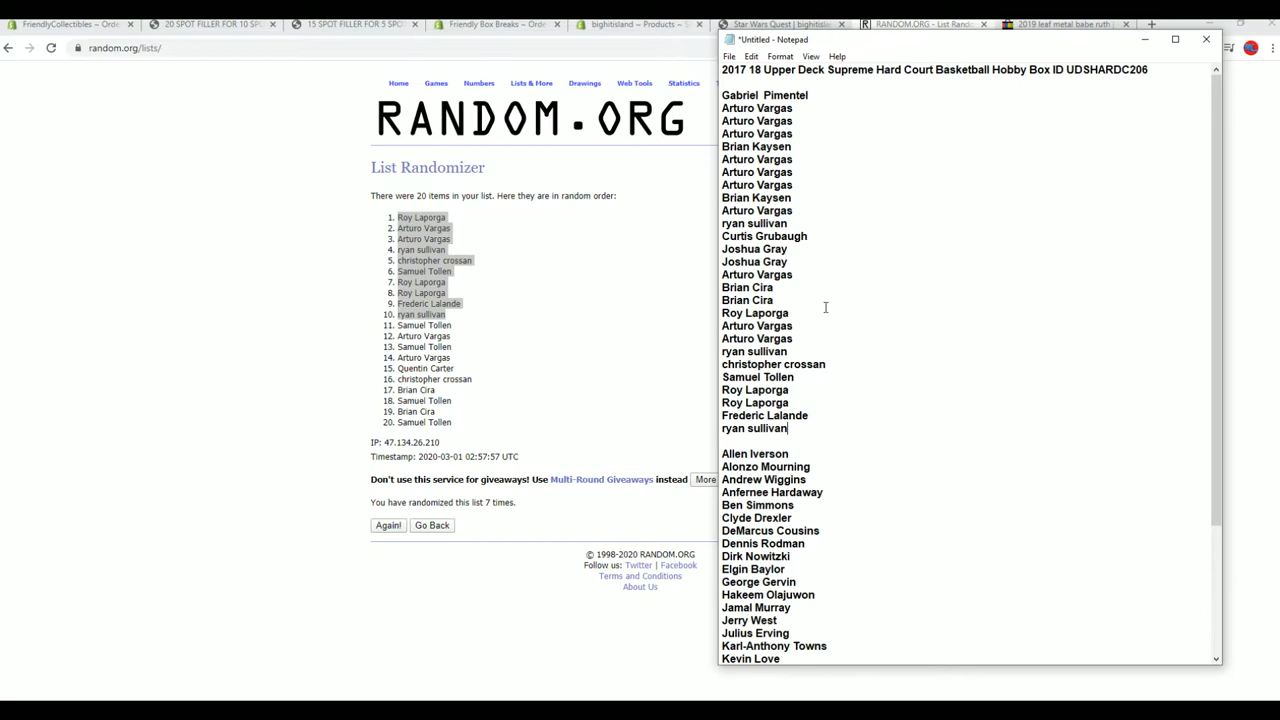 FriendlyCollectibles – Orde
20 SPOT FILLER FOR 10 SP
15 SPOT FILLER FOR 5 SPO
Friendly Box Breaks ~ Orders
bighitisland ~ Products ~ S
Star Wars Quest | bighitislan
RANDOM.ORG - List Rando
2019 leaf metal babe ruth
random.org/lists/
Home Games Numbers Lists & More Drawings Web Tools Statistics
RANDOM.ORG
List Randomizer
There were 20 items in your list. Here they are in random order:
1. Roy Laporga
2. Arturo Vargas
3. Arturo Vargas
4. ryan sullivan
5. christopher crossan
6. Samuel Tollen
7. Roy Laporga
8. Roy Laporga
9. Frederic Lalande
10. ryan sullivan
11. Samuel Tollen
12. Arturo Vargas
13. Samuel Tollen
14. Arturo Vargas
15. Quentin Carter
16. christopher crossan
17. Brian Cira
18. Samuel Tollen
19. Brian Cira
20. Samuel Tollen
IP: 47.134.26.210
Timestamp: 2020-03-01 02:57:57 UTC
Don't use this service for giveaways! Use Multi-Round Giveaways instead More
You have randomized this list 7 times.
Again! Go Back
© 1998-2020 RANDOM.ORG
Follow us: Twitter | Facebook
Terms and Conditions
About Us
*Untitled - Notepad
File Edit Format View Help
2017 18 Upper Deck Supreme Hard Court Basketball Hobby Box ID UDSHARDC206
Gabriel Pimentel
Arturo Vargas
Arturo Vargas
Arturo Vargas
Brian Kaysen
Arturo Vargas
Arturo Vargas
Arturo Vargas
Brian Kaysen
Arturo Vargas
ryan sullivan
Curtis Grubaugh
Joshua Gray
Joshua Gray
Arturo Vargas
Brian Cira
Brian Cira
Roy Laporga
Arturo Vargas
Arturo Vargas
ryan sullivan
christopher crossan
Samuel Tollen
Roy Laporga
Roy Laporga
Frederic Lalande
ryan sullivan
Allen Iverson
Alonzo Mourning
Andrew Wiggins
Anfernee Hardaway
Ben Simmons
Clyde Drexler
DeMarcus Cousins
Dennis Rodman
Dirk Nowitzki
Elgin Baylor
George Gervin
Hakeem Olajuwon
Jamal Murray
Jerry West
Julius Erving
Karl-Anthony Towns
Kevin Love